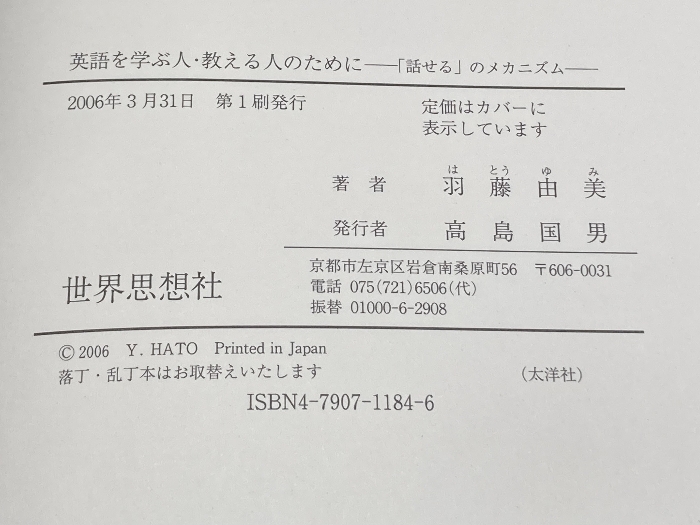 英語を学ぶ人・教える人のために——「話せる」のメカニズム——
2006年3月31日 第1刷発行
定価はカバーに
表示しています
は とう ゆ み
著者 羽藤由美
発行者 高島国男
世界思想社
京都市左京区岩倉南桑原町56 〒606-0031
電話 075(721)6506(代)
振替 01000-6-2908
© 2006 Y. HATO Printed in Japan
落丁・乱丁本はお取替えいたします (太洋社)
ISBN4-7907-1184-6